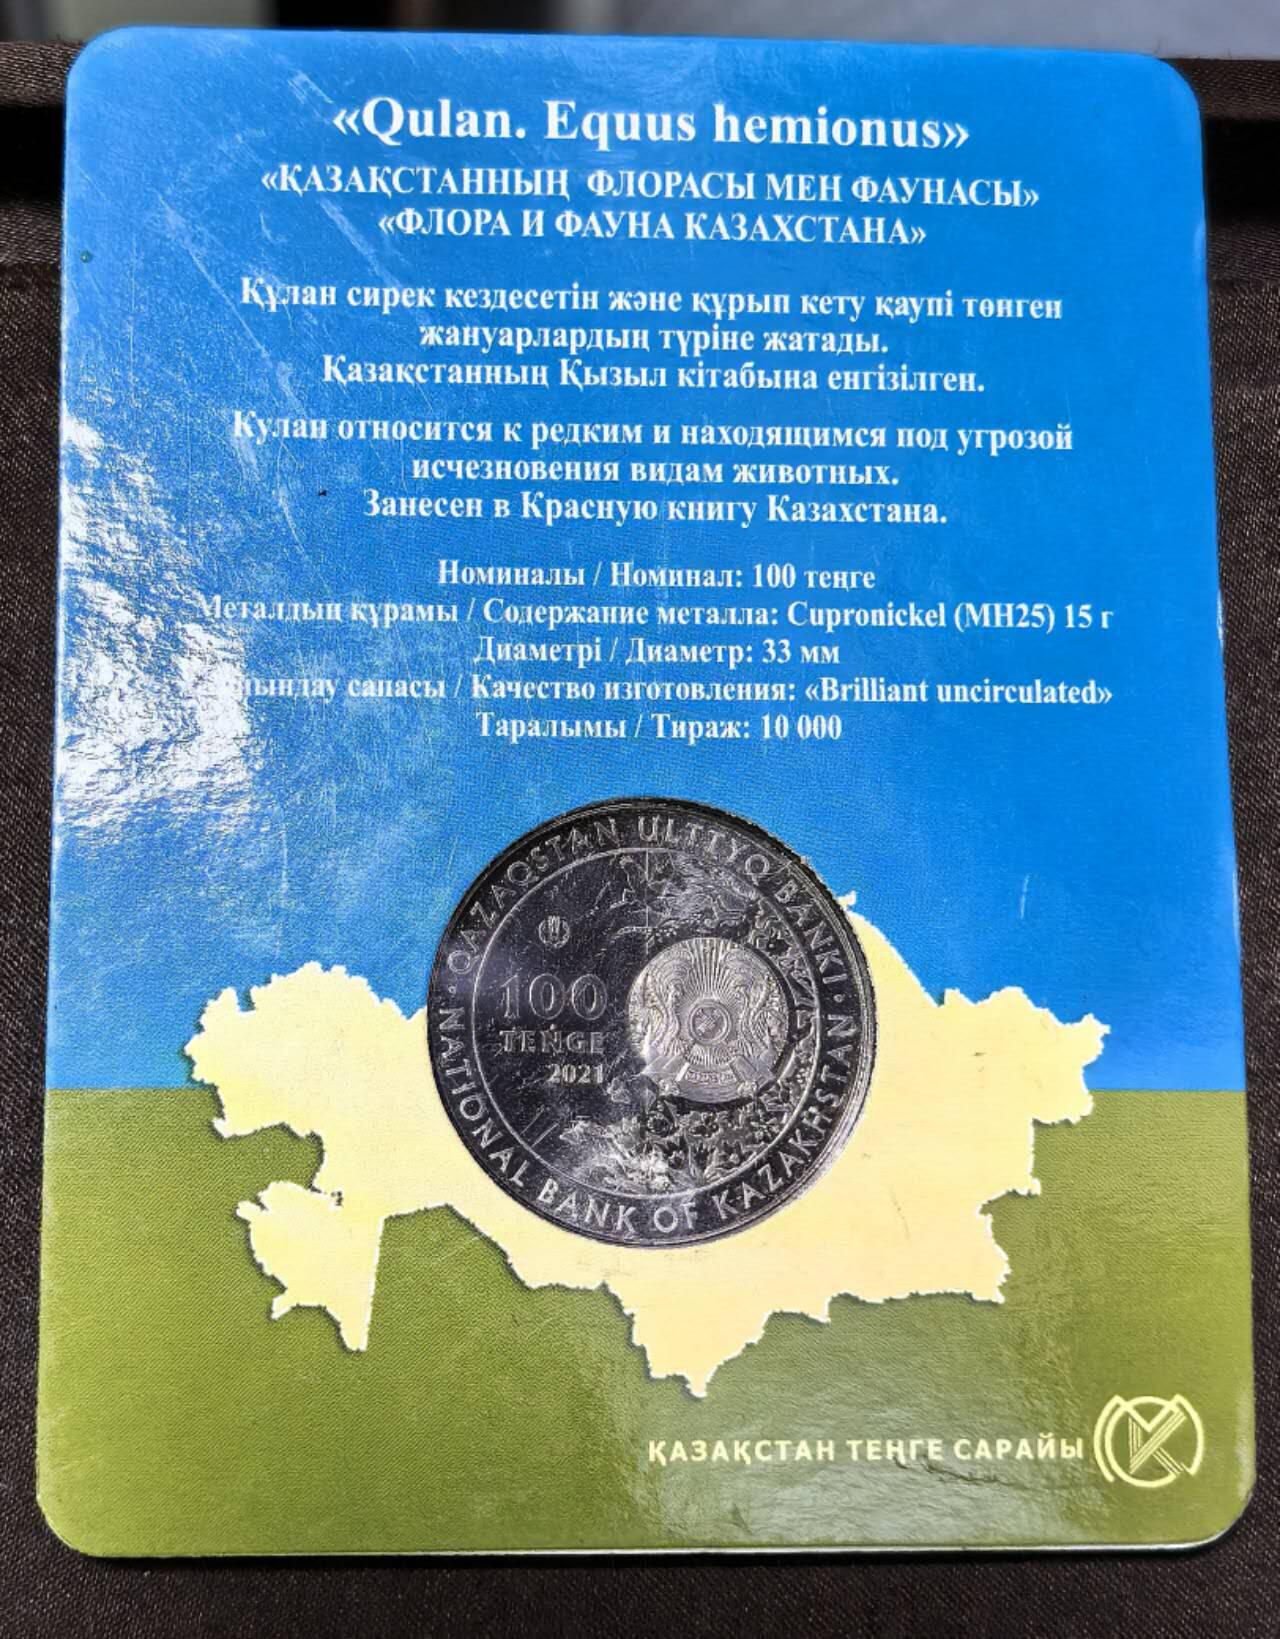 «Qulan. Equus hemionus»
«ҚАЗАҚСТАННЫҢ ФЛОРАСЫ МЕН ФАУНАСЫ»
«ФЛОРА И ФАУНА КАЗАХСТАНА»
Құлан сирек кездесетін және құрып кету қаупі төнген
жануарлардың түріне жатады.
Қазақстанның Қызыл кітабына енгізілген.
Кулан относится к редким и находящимся под угрозой
исчезновения видам животных.
Занесен в Красную книгу Казахстана.
Номиналы / Номинал: 100 теңге
Металдың құрамы / Содержание металла: Cupronickel (МН25) 15 г
Диаметрі / Диаметр: 33 мм
сапасы / Качество изготовления: «Brilliant uncirculated»
Таралымы / Тираж: 10 000
QAZAQSTAN ULTTYQ BANKI
100
TEŃGE
2021
NATIONAL BANK OF KAZAKHSTAN
ҚАЗАҚСТАН ТЕҢГЕ САРАЙЫ